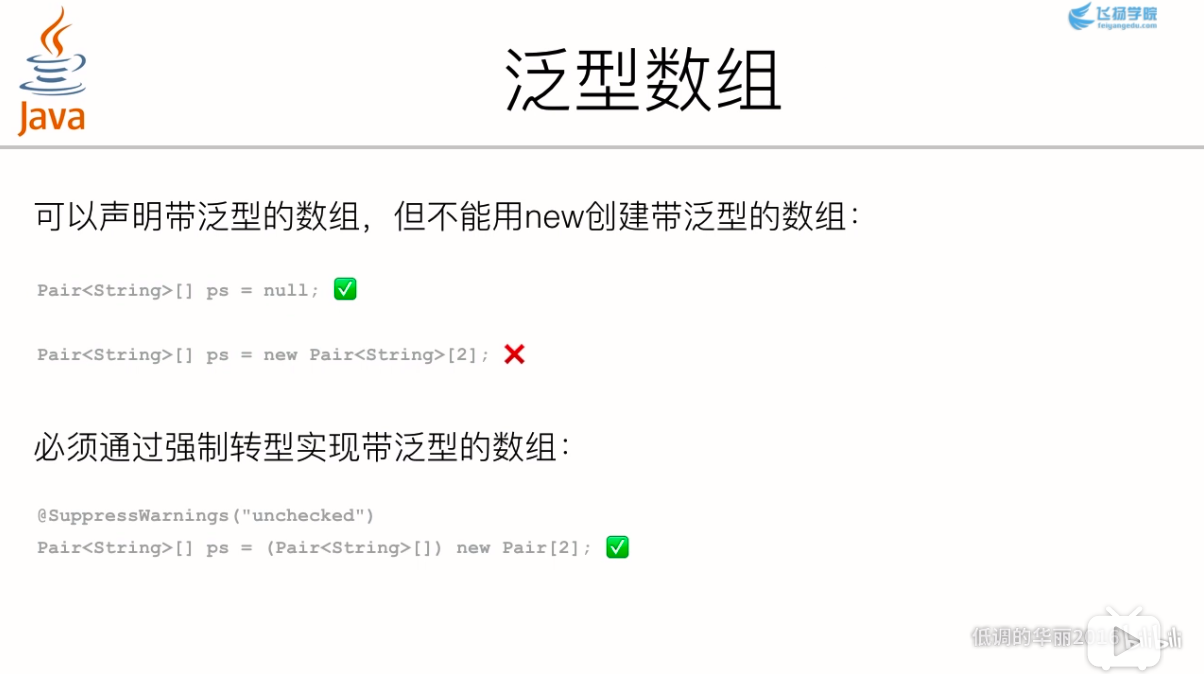 Java
飞扬学院
feiyangedu.com
泛型数组
可以声明带泛型的数组，但不能用new创建带泛型的数组：
Pair<String>[] ps = null; ✅
Pair<String>[] ps = new Pair<String>[2]; ❌
必须通过强制转型实现带泛型的数组：
@SuppressWarnings("unchecked")
Pair<String>[] ps = (Pair<String>[]) new Pair[2]; ✅
低调的华丽2016